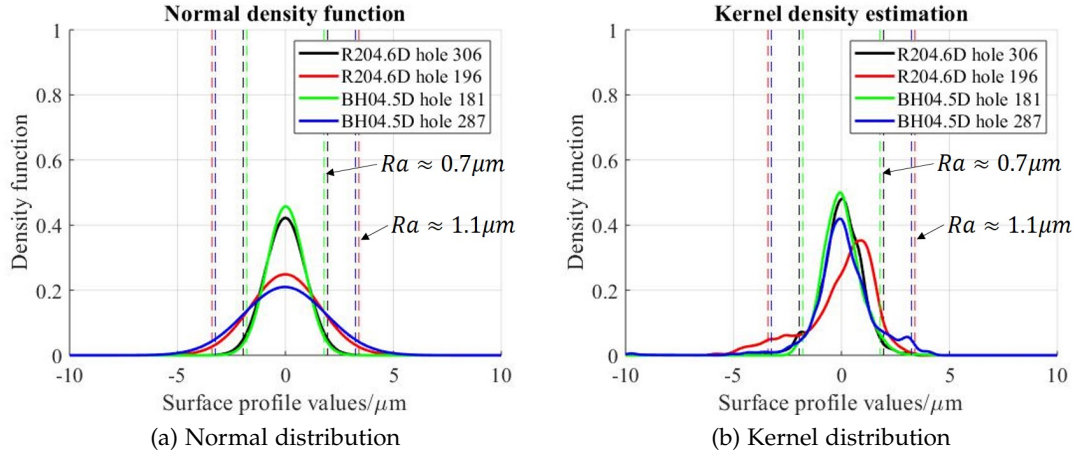 Normal density function
1
0.8
0.6
0.4
0.2
0
Density function
R204.6D hole 306
R204.6D hole 196
BH04.5D hole 181
BH04.5D hole 287
Ra ≈ 0.7μm
Ra ≈ 1.1μm
-10 -5 0 5 10
Surface profile values/μm
(a) Normal distribution
Kernel density estimation
1
0.8
0.6
0.4
0.2
0
Density function
R204.6D hole 306
R204.6D hole 196
BH04.5D hole 181
BH04.5D hole 287
Ra ≈ 0.7μm
Ra ≈ 1.1μm
-10 -5 0 5 10
Surface profile values/μm
(b) Kernel distribution